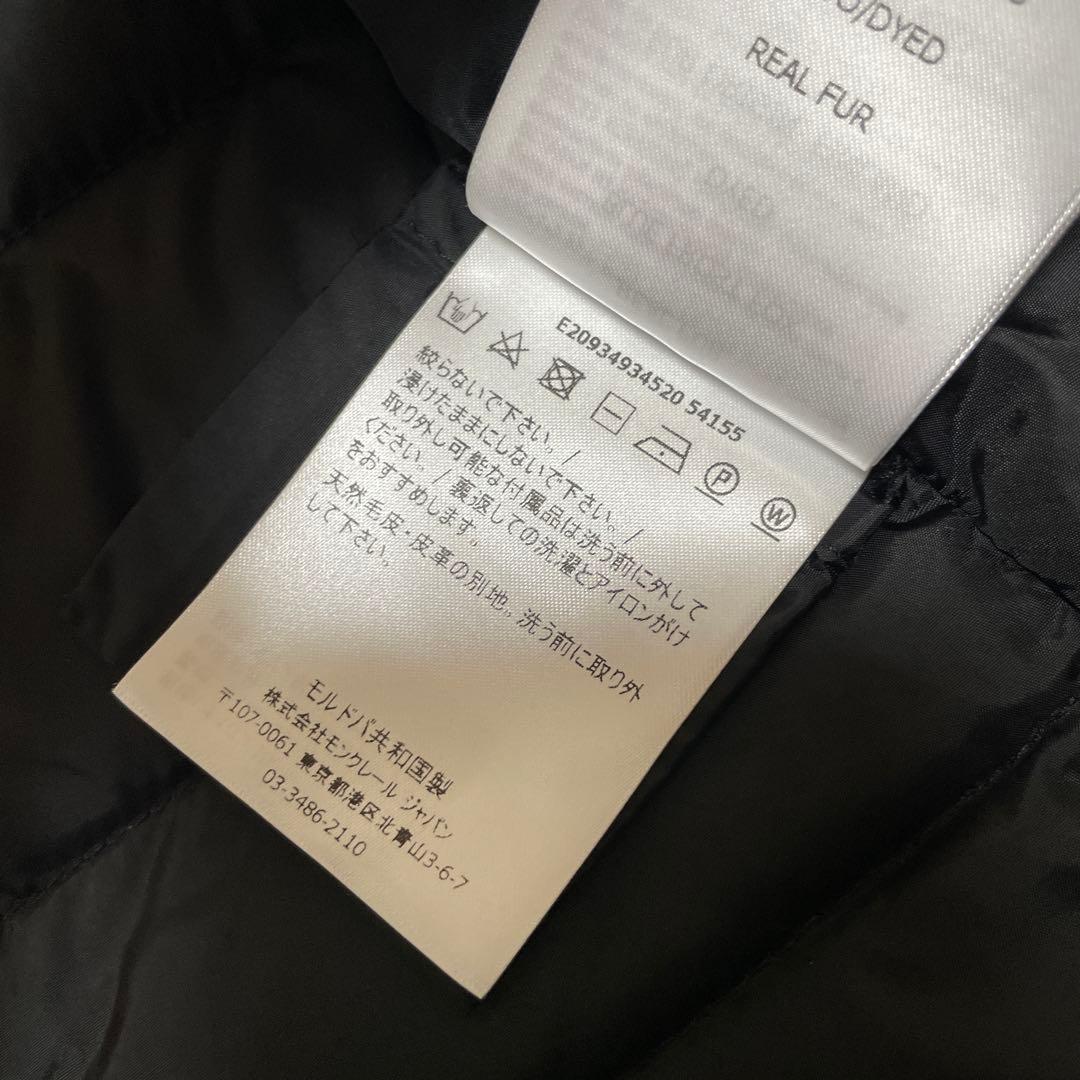 /DYED
REAL FUR
E20934934520 54155
P
W
絞らないで下さい。/
浸けたままにしないで下さい。/
取り外し可能な付属品は洗う前に外して
ください。/裏返しての洗濯とアイロンがけ
をおすすめします。
天然毛皮・皮革の別地。洗う前に取り外
して下さい。
モルドバ共和国製
株式会社モンクレール ジャパン
〒107-0061 東京都港区北青山3-6-7
03-3486-2110